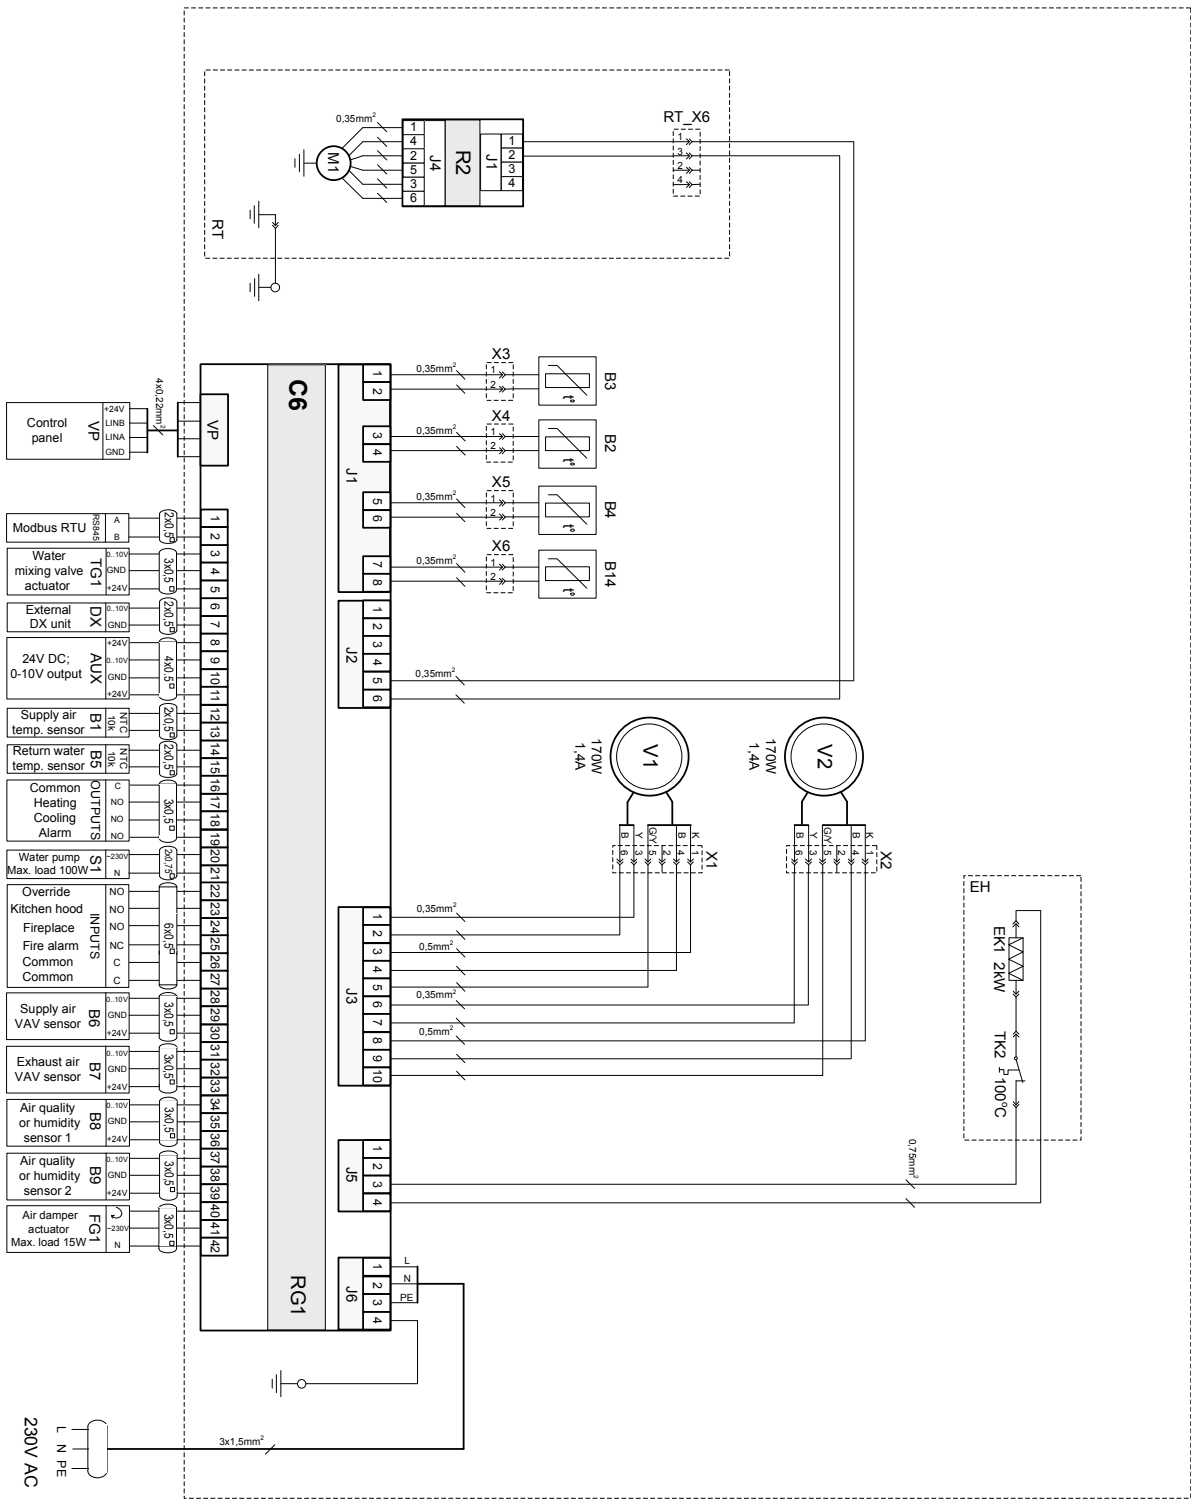 RT_X6
1
3
2
4
0,35mm²
1
4
2
5
3
6
J4
R2
J1
1
2
3
4
M1
RT
C6
RG1
VP
J1
1
2
3
4
5
6
7
8
0,35mm²
X3
1
2
B3
t°
0,35mm²
X4
1
2
B2
t°
0,35mm²
X5
1
2
B4
t°
0,35mm²
X6
1
2
B14
t°
J2
1
2
3
4
5
6
0,35mm²
V1
170W
1,4A
B Y G/Y B K
6 3 5 2 4 1
X1
V2
170W
1,4A
B Y G/Y B K
6 3 5 2 4 1
X2
J3
1
2
3
4
5
6
7
8
9
10
0,35mm²
0,5mm²
0,35mm²
0,5mm²
EH
EK1 2kW
TK2
100°C
0,75mm²
J5
1
2
3
4
J6
1
2
3
4
L
N
PE
3x1,5mm²
L N PE
230V AC
4x0,22mm²
Control
panel
VP
+24V
LINB
LINA
GND
Modbus RTU
RS845
A
B
2x0,5
1
2
Water
mixing valve
actuator
TG1
0..10V
GND
+24V
3x0,5
3
4
5
External
DX unit
DX
0..10V
GND
2x0,5
6
7
24V DC;
0-10V output
AUX
+24V
0..10V
GND
+24V
4x0,5
8
9
10
11
Supply air
temp. sensor
B1
NTC
10k
2x0,5
12
13
Return water
temp. sensor
B5
NTC
10k
2x0,5
14
15
Common
Heating
Cooling
Alarm
OUTPUTS
C
NO
NO
NO
3x0,5
16
17
18
19
Water pump
Max. load 100W
S1
~230V
N
2x0,75
20
21
Override
Kitchen hood
Fireplace
Fire alarm
Common
Common
INPUTS
NO
NO
NO
NC
C
C
6x0,5
22
23
24
25
26
27
Supply air
VAV sensor
B6
0..10V
GND
+24V
3x0,5
28
29
30
Exhaust air
VAV sensor
B7
0..10V
GND
+24V
3x0,5
31
32
33
Air quality
or humidity
sensor 1
B8
0..10V
GND
+24V
3x0,5
34
35
36
Air quality
or humidity
sensor 2
B9
0..10V
GND
+24V
3x0,5
37
38
39
Air damper
actuator
Max. load 15W
FG1
~230V
N
3x0,5
40
41
42